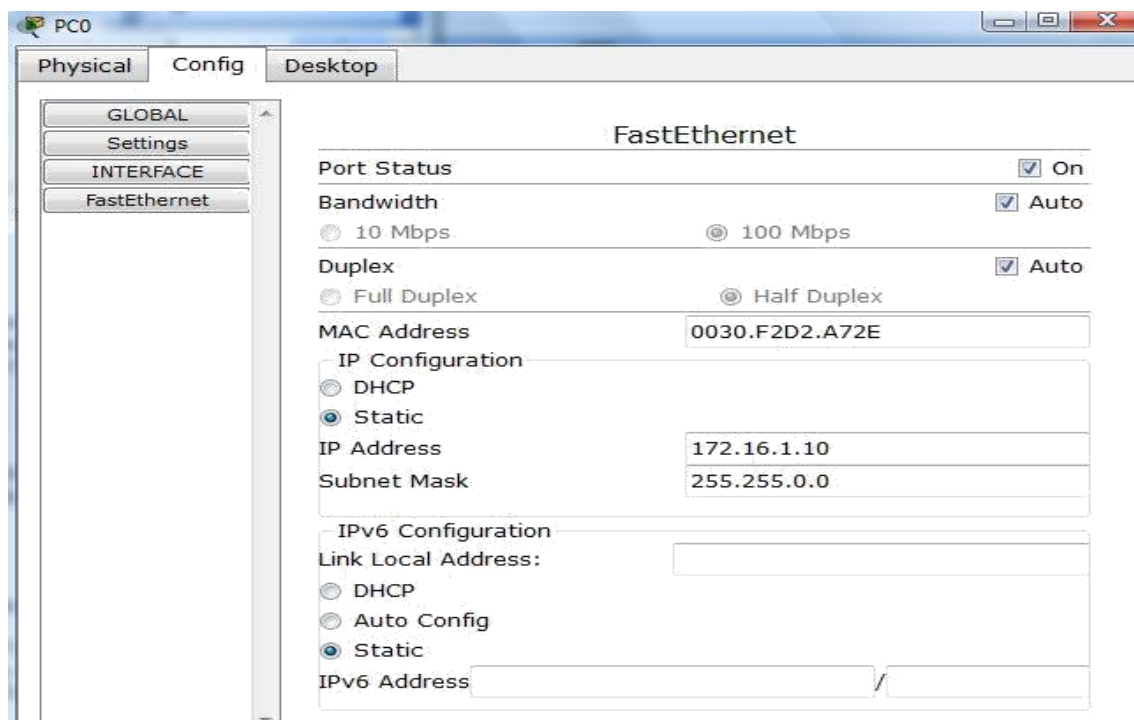 PC0
Physical Config Desktop
GLOBAL
Settings
INTERFACE
FastEthernet
FastEthernet
Port Status On
Bandwidth Auto
10 Mbps 100 Mbps
Duplex Auto
Full Duplex Half Duplex
MAC Address 0030.F2D2.A72E
IP Configuration
DHCP
Static
IP Address 172.16.1.10
Subnet Mask 255.255.0.0
IPv6 Configuration
Link Local Address:
DHCP
Auto Config
Static
IPv6 Address /